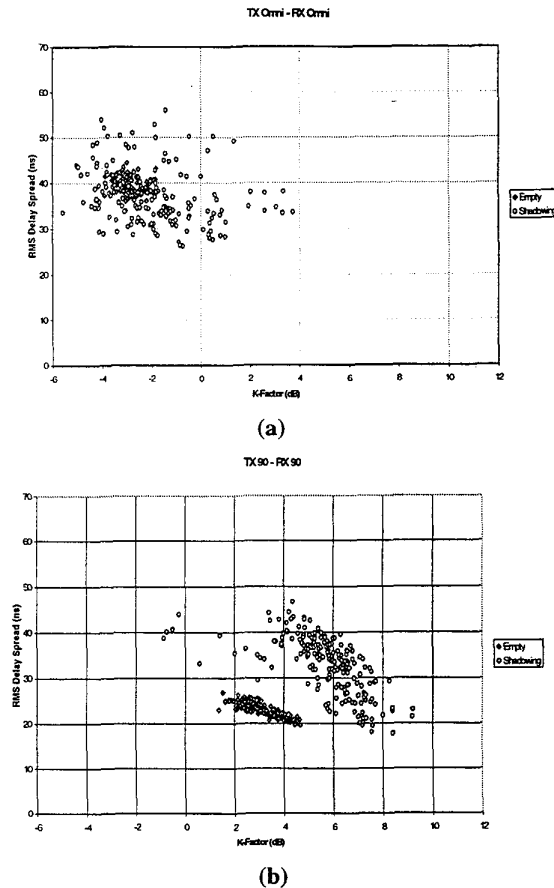 TX Omni - RX Omni
70
60
50
40
30
20
10
0
RMS Delay Spread (ns)
-6 -4 -2 0 2 4 6 8 10 12
K-Factor (dB)
Empty
Shadowing
(a)
TX 90 - RX 90
70
60
50
40
30
20
10
0
RMS Delay Spread (ns)
-6 -4 -2 0 2 4 6 8 10 12
K-Factor (dB)
Empty
Shadowing
(b)